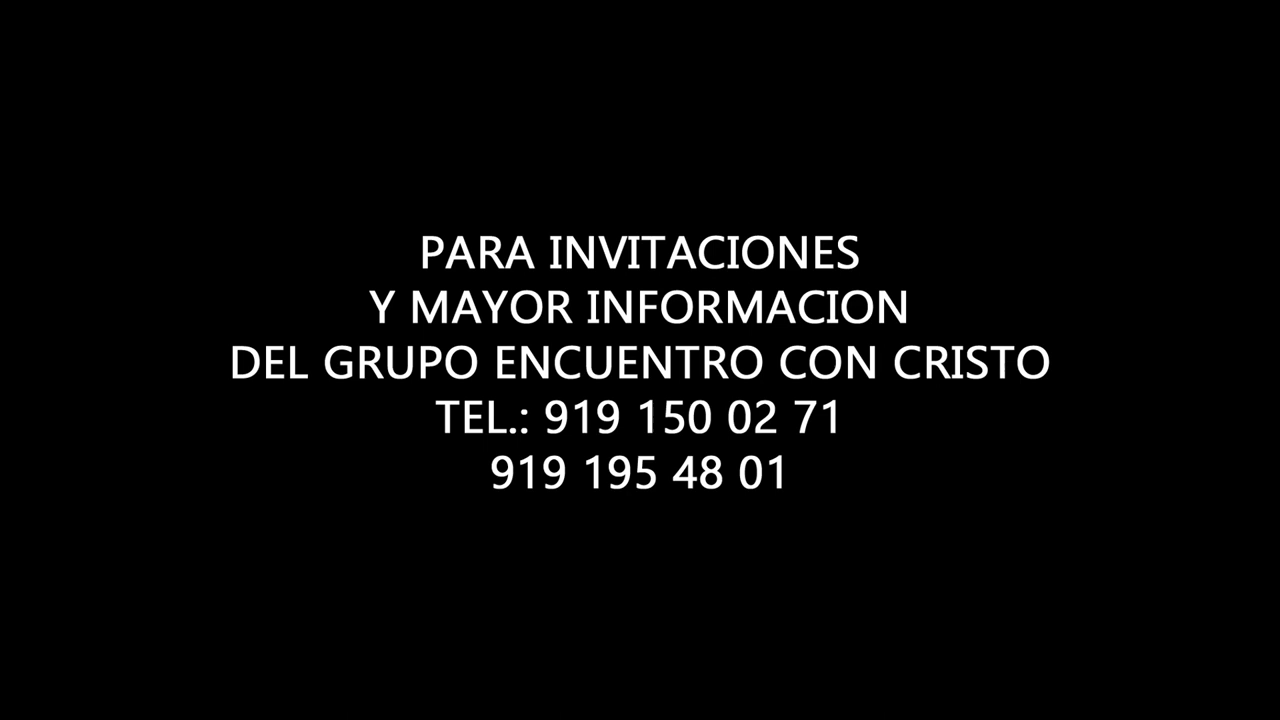 PARA INVITACIONES
Y MAYOR INFORMACION
DEL GRUPO ENCUENTRO CON CRISTO
TEL.: 919 150 02 71
919 195 48 01